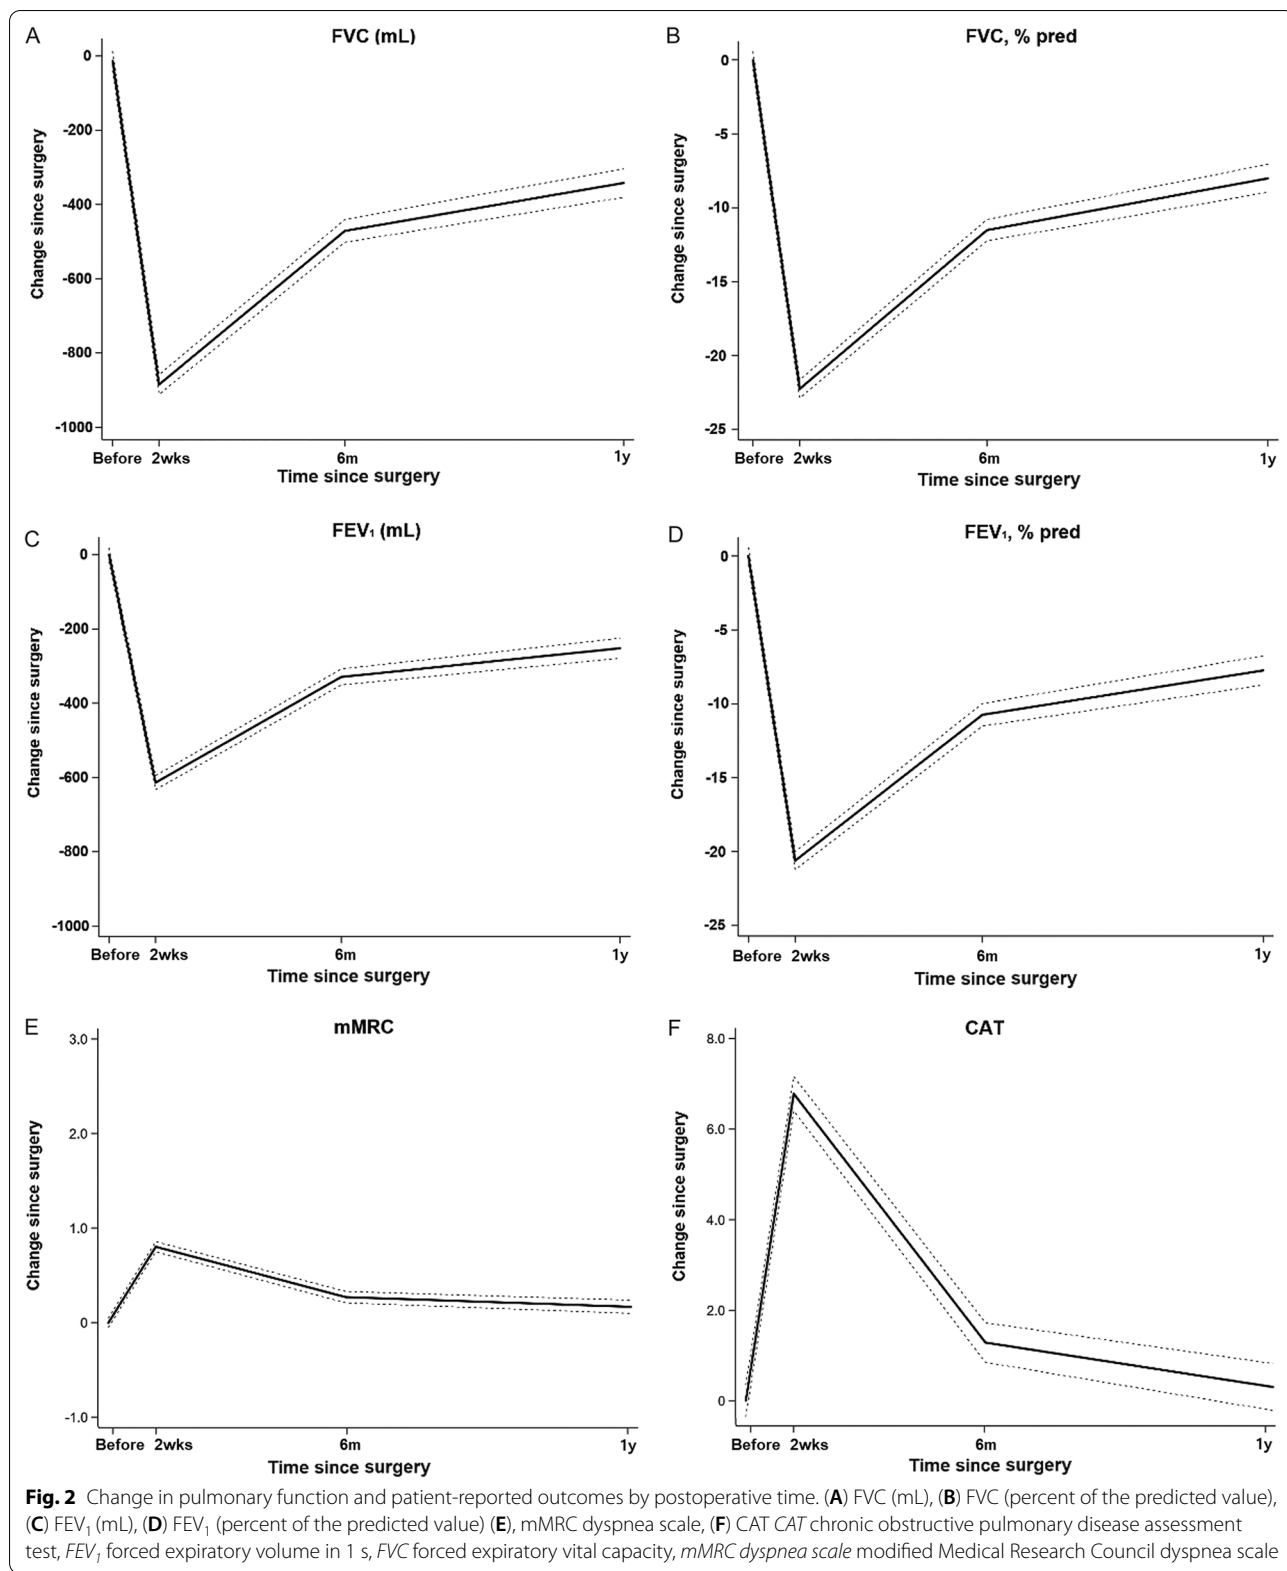 A
FVC (mL)
0
-200
-400
-600
-800
-1000
Change since surgery
Before 2wks 6m 1y
Time since surgery
B
FVC, % pred
0
-5
-10
-15
-20
-25
Change since surgery
Before 2wks 6m 1y
Time since surgery
C
FEV₁ (mL)
0
-200
-400
-600
-800
-1000
Change since surgery
Before 2wks 6m 1y
Time since surgery
D
FEV₁, % pred
0
-5
-10
-15
-20
-25
Change since surgery
Before 2wks 6m 1y
Time since surgery
E
mMRC
3.0
2.0
1.0
0
-1.0
Change since surgery
Before 2wks 6m 1y
Time since surgery
F
CAT
8.0
6.0
4.0
2.0
0
Change since surgery
Before 2wks 6m 1y
Time since surgery
Fig. 2 Change in pulmonary function and patient-reported outcomes by postoperative time. (A) FVC (mL), (B) FVC (percent of the predicted value),
(C) FEV₁ (mL), (D) FEV₁ (percent of the predicted value) (E), mMRC dyspnea scale, (F) CAT CAT chronic obstructive pulmonary disease assessment
test, FEV₁ forced expiratory volume in 1 s, FVC forced expiratory vital capacity, mMRC dyspnea scale modified Medical Research Council dyspnea scale